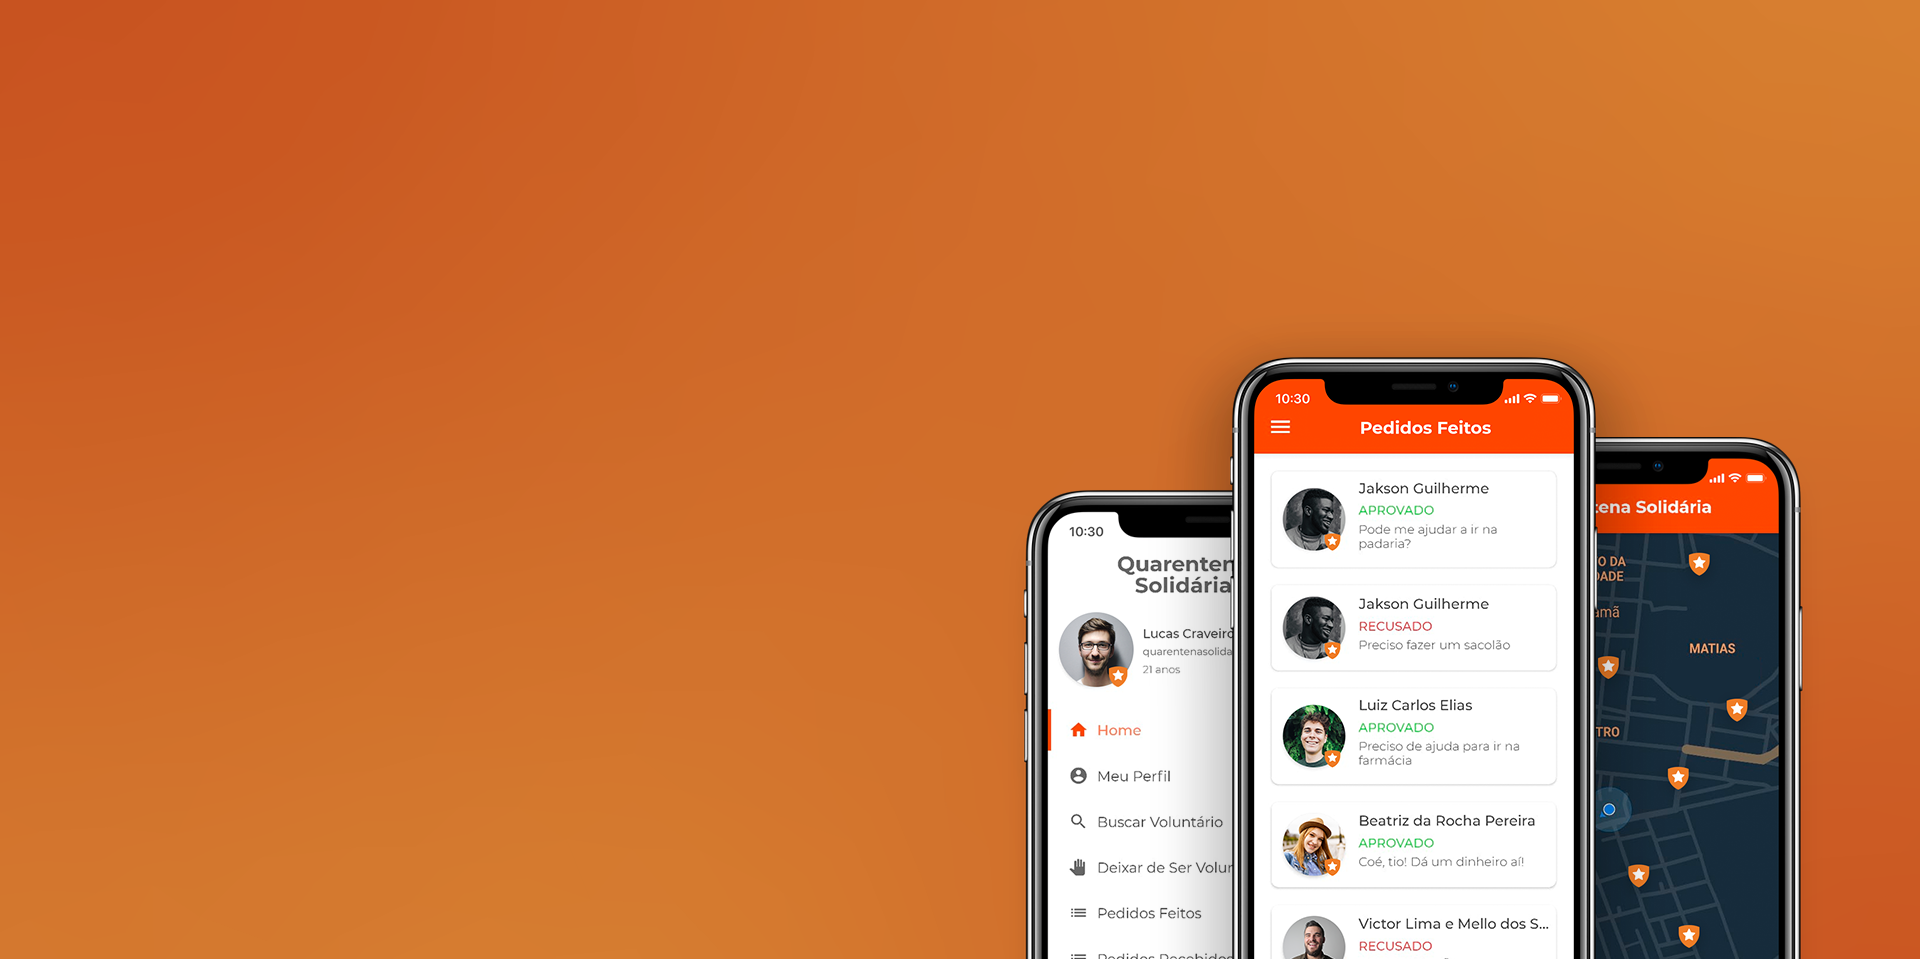 10:30
Quarenten
Solidária
Lucas Craveiro
quarentenasolida
21 anos
Home
Meu Perfil
Buscar Voluntário
Deixar de Ser Volun
Pedidos Feitos
Pedidos Recebidos
10:30
Pedidos Feitos
Jakson Guilherme
APROVADO
Pode me ajudar a ir na
padaria?
Jakson Guilherme
RECUSADO
Preciso fazer um sacolão
Luiz Carlos Elias
APROVADO
Preciso de ajuda para ir na
farmácia
Beatriz da Rocha Pereira
APROVADO
Coé, tio! Dá um dinheiro aí!
Victor Lima e Mello dos S...
RECUSADO
tena Solidária
O DA
DADE
amã
MATIAS
TRO